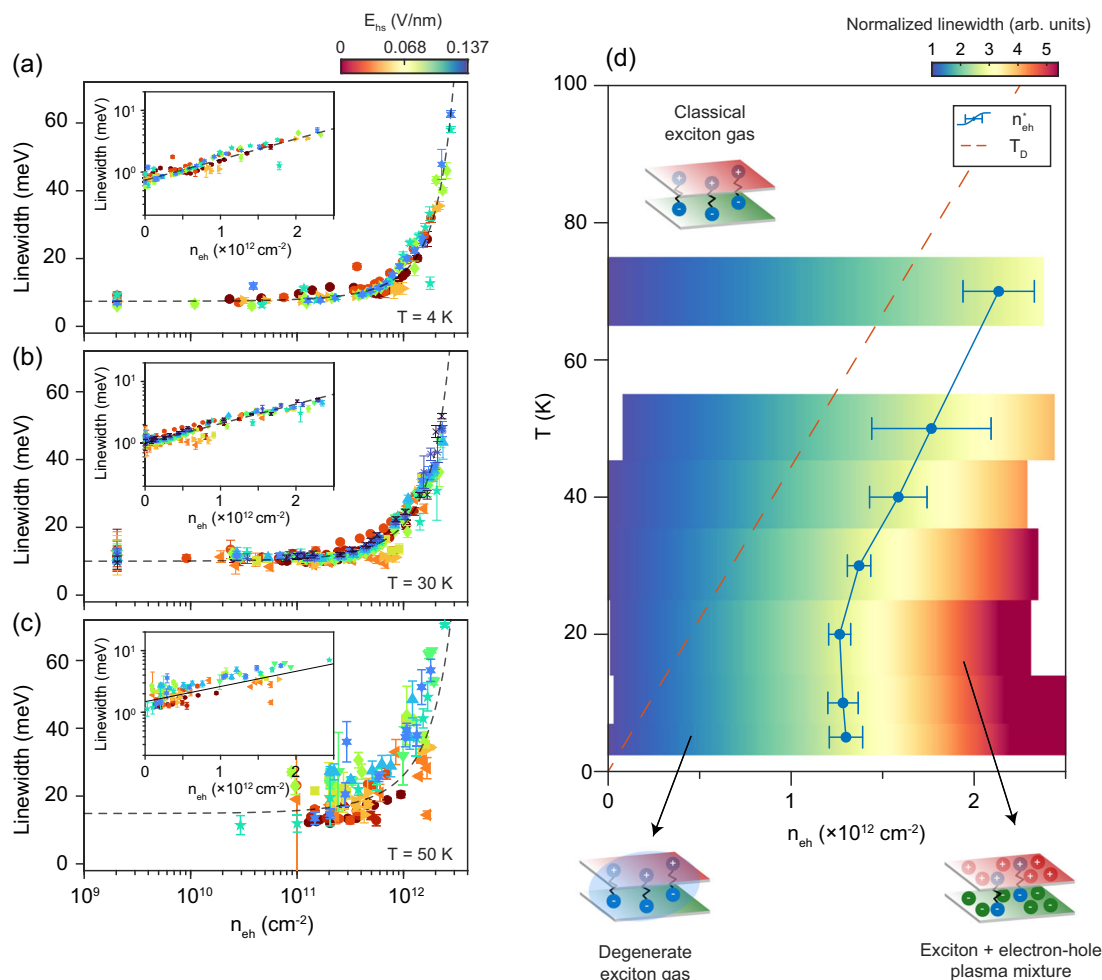 E_hs (V/nm)
0 0.068 0.137
(a)
Linewidth (meV)
60
40
20
0
Linewidth (meV)
10^1
10^0
0 1 2
n_eh (×10^12 cm^-2)
T = 4 K
(b)
Linewidth (meV)
60
40
20
0
Linewidth (meV)
10^1
10^0
0 1 2
n_eh (×10^12 cm^-2)
T = 30 K
(c)
Linewidth (meV)
60
40
20
0
Linewidth (meV)
10^1
10^0
0 1 2
n_eh (×10^12 cm^-2)
T = 50 K
10^9 10^10 10^11 10^12
n_eh (cm^-2)
(d)
Normalized linewidth (arb. units)
1 2 3 4 5
100
80
60
40
20
0
T (K)
Classical
exciton gas
n*_eh
T_D
0 1 2
n_eh (×10^12 cm^-2)
Degenerate
exciton gas
Exciton + electron-hole
plasma mixture